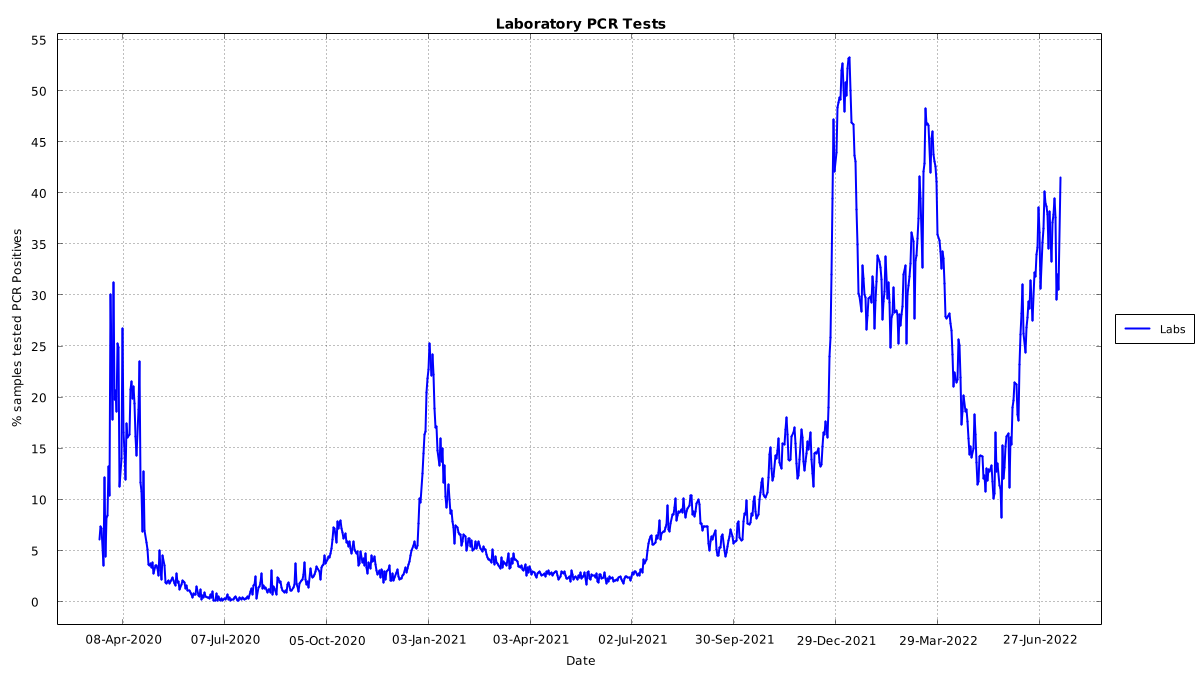 Laboratory PCR Tests
55
50
45
40
35
30
25
20
15
10
5
0
% samples tested PCR Positives
08-Apr-2020 07-Jul-2020 05-Oct-2020 03-Jan-2021 03-Apr-2021 02-Jul-2021 30-Sep-2021 29-Dec-2021 29-Mar-2022 27-Jun-2022
Date
Labs